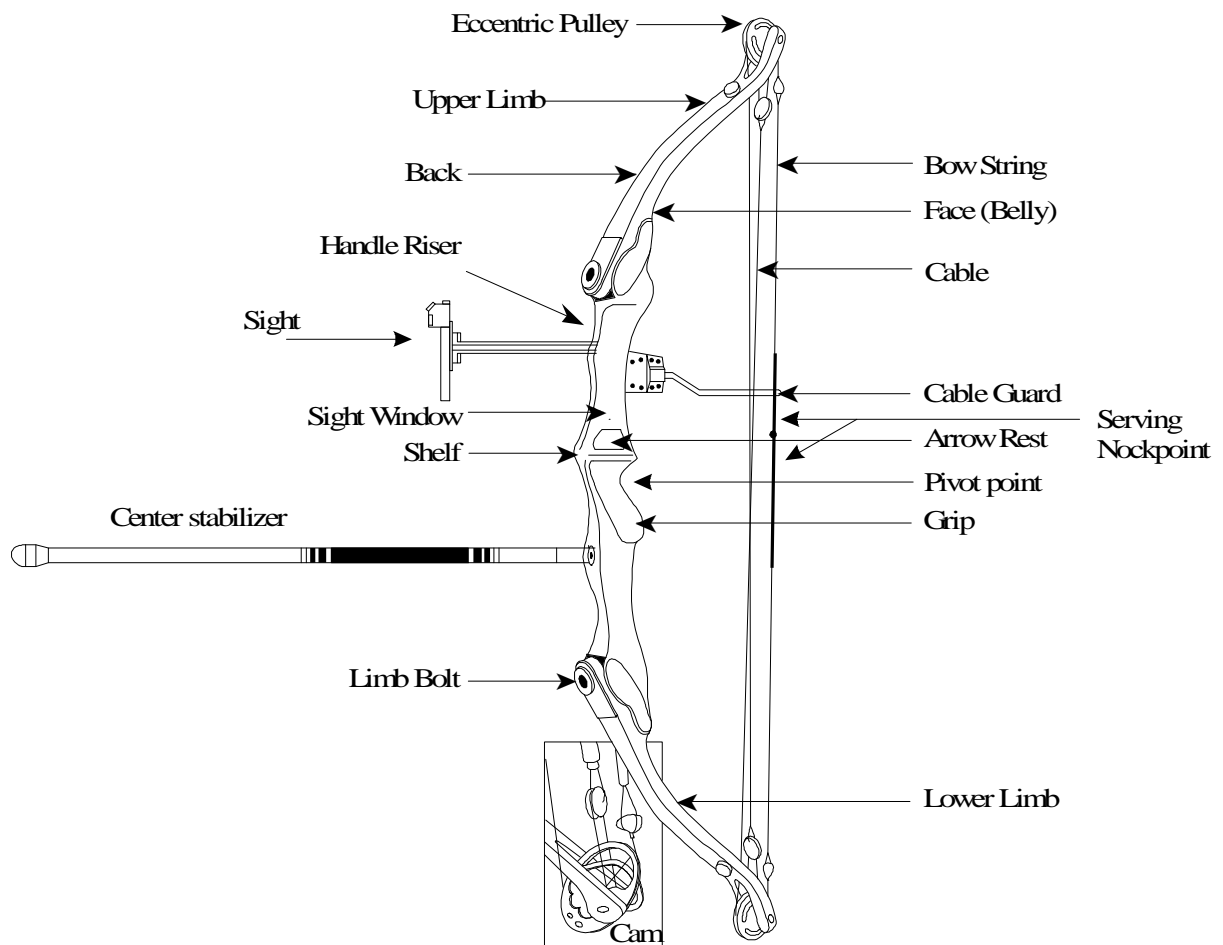 Eccentric Pulley
Upper Limb
Back
Bow String
Face (Belly)
Handle Riser
Cable
Sight
Cable Guard
Sight Window
Serving
Arrow Rest
Nockpoint
Shelf
Pivot point
Center stabilizer
Grip
Limb Bolt
Lower Limb
Cam